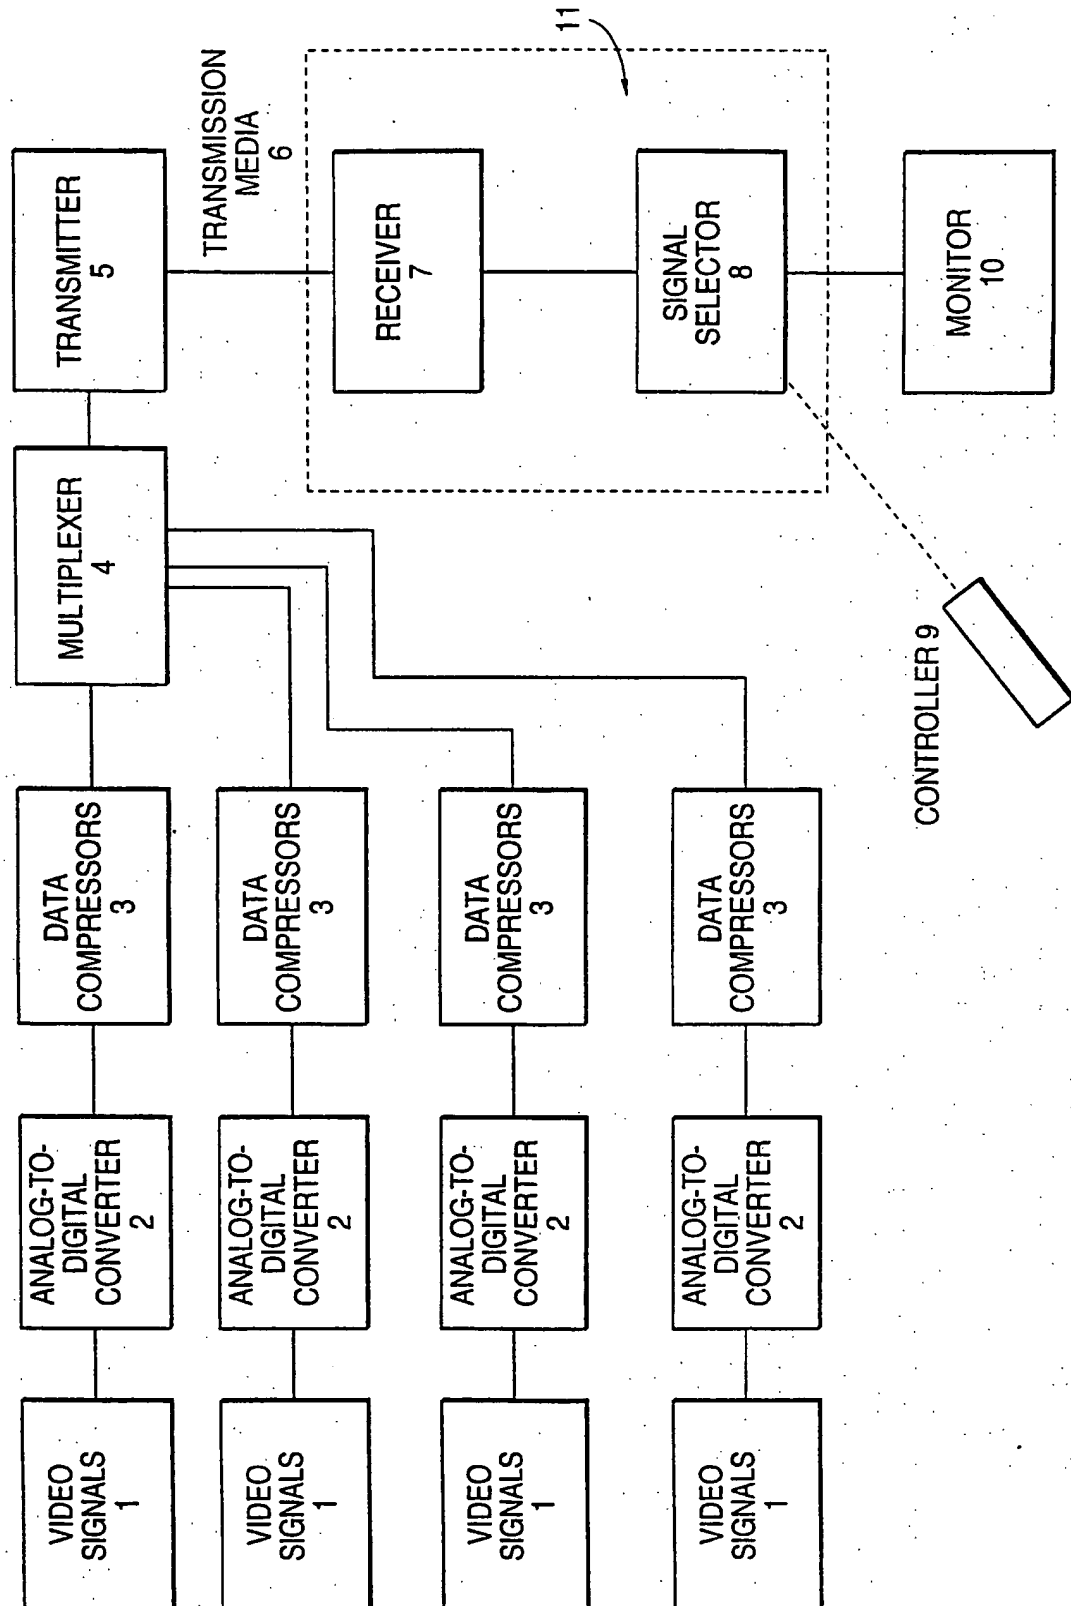 VIDEO
SIGNALS
1
ANALOG-TO-
DIGITAL
CONVERTER
2
DATA
COMPRESSORS
3
MULTIPLEXER
4
TRANSMITTER
5
VIDEO
SIGNALS
1
ANALOG-TO-
DIGITAL
CONVERTER
2
DATA
COMPRESSORS
3
TRANSMISSION
MEDIA
6
VIDEO
SIGNALS
1
ANALOG-TO-
DIGITAL
CONVERTER
2
DATA
COMPRESSORS
3
RECEIVER
7
11
VIDEO
SIGNALS
1
ANALOG-TO-
DIGITAL
CONVERTER
2
DATA
COMPRESSORS
3
SIGNAL
SELECTOR
8
CONTROLLER 9
MONITOR
10